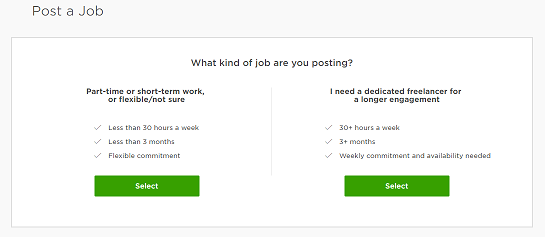 Post a Job
What kind of job are you posting?
Part-time or short-term work,
or flexible/not sure
Less than 30 hours a week
Less than 3 months
Flexible commitment
Select
I need a dedicated freelancer for
a longer engagement
30+ hours a week
3+ months
Weekly commitment and availability needed
Select